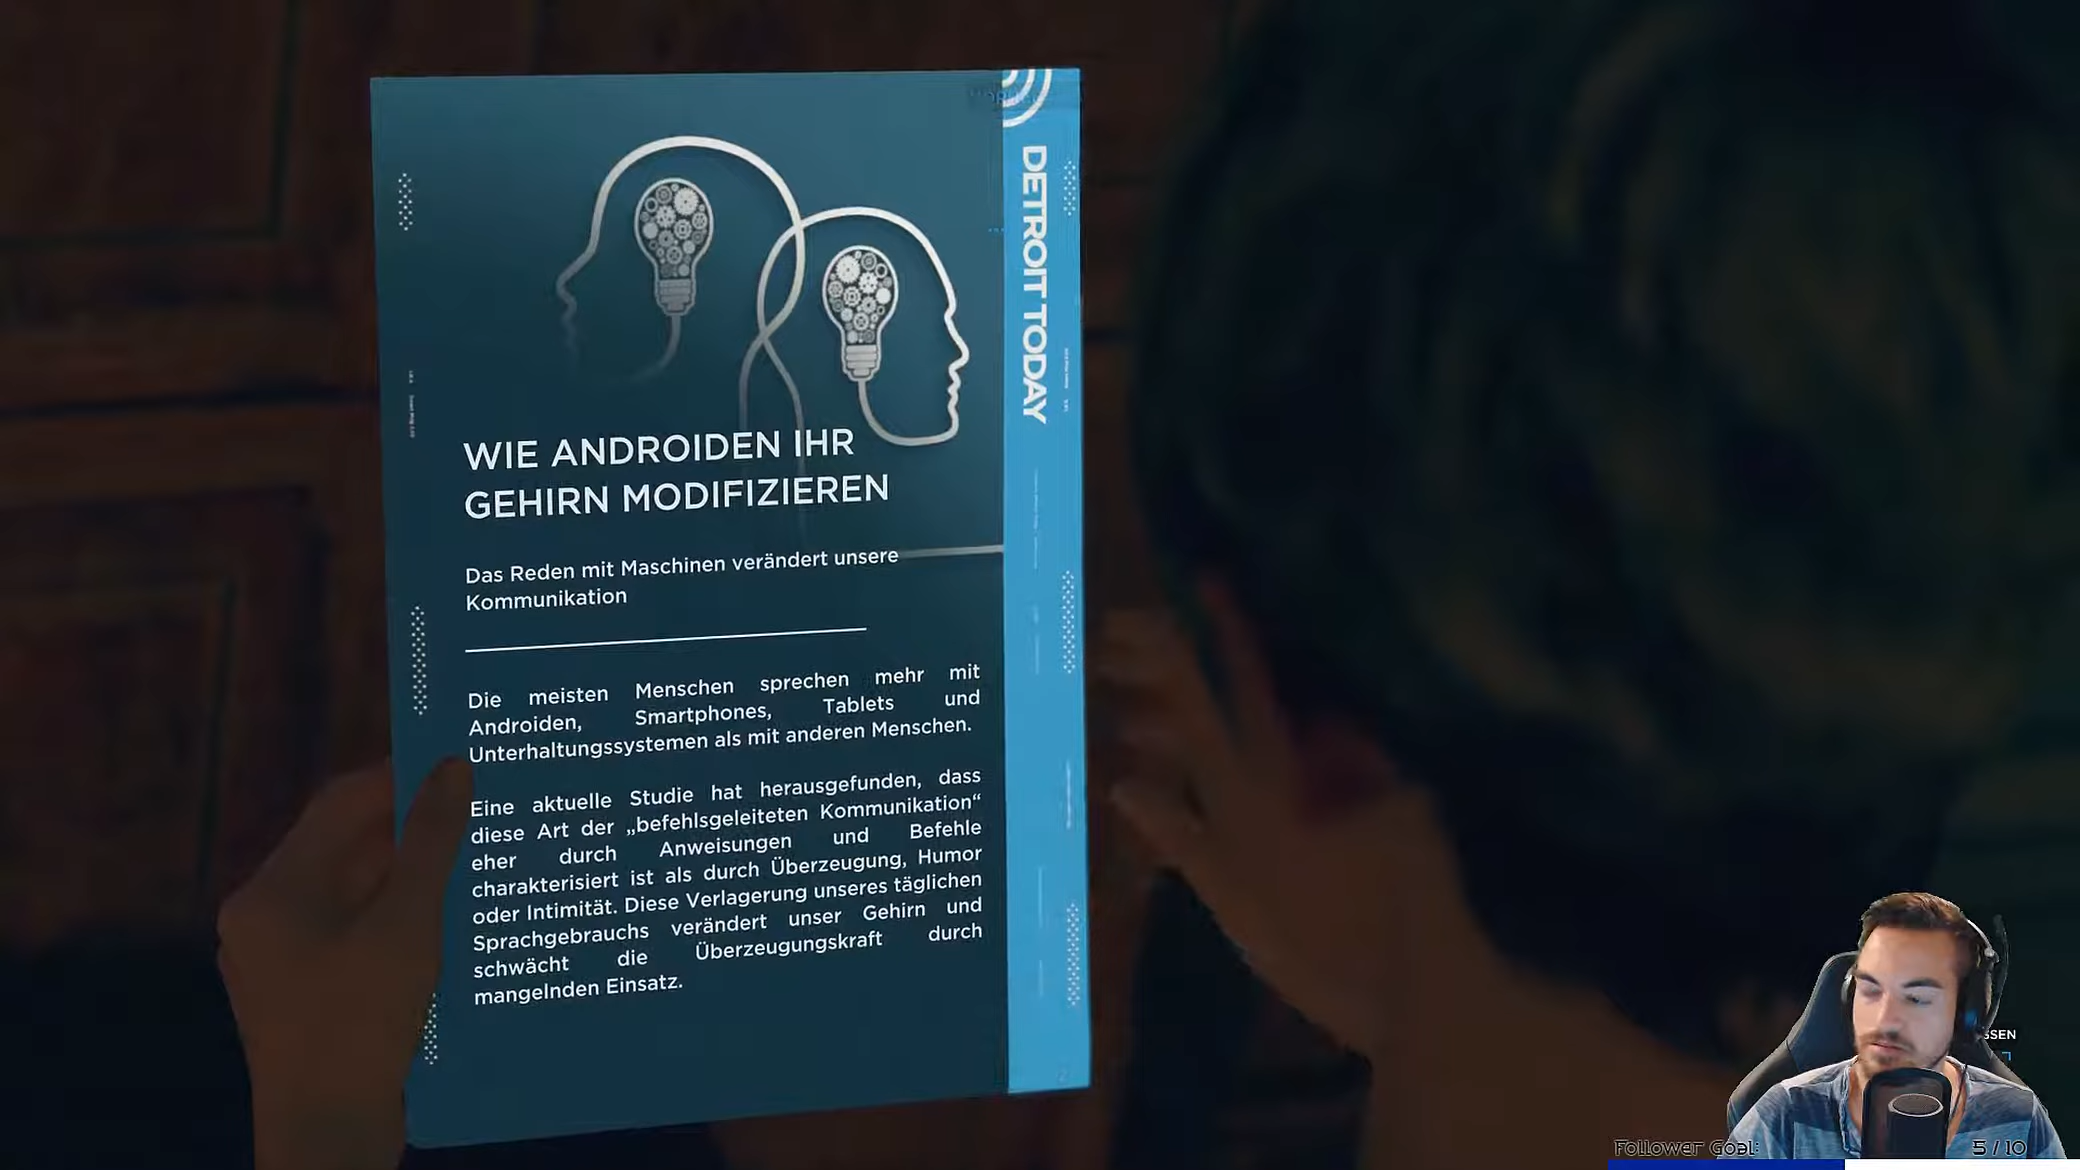 DETROIT TODAY
WIE ANDROIDEN IHR
GEHIRN MODIFIZIEREN
Das Reden mit Maschinen verändert unsere
Kommunikation
Die meisten Menschen sprechen mehr mit
Androiden, Smartphones, Tablets und
Unterhaltungssystemen als mit anderen Menschen.
Eine aktuelle Studie hat herausgefunden, dass
diese Art der „befehlsgeleiteten Kommunikation“
eher durch Anweisungen und Befehle
charakterisiert ist als durch Überzeugung, Humor
oder Intimität. Diese Verlagerung unseres täglichen
Sprachgebrauchs verändert unser Gehirn und
schwächt die Überzeugungskraft durch
mangelnden Einsatz.
SSEN
Follower Goal: 5 / 10